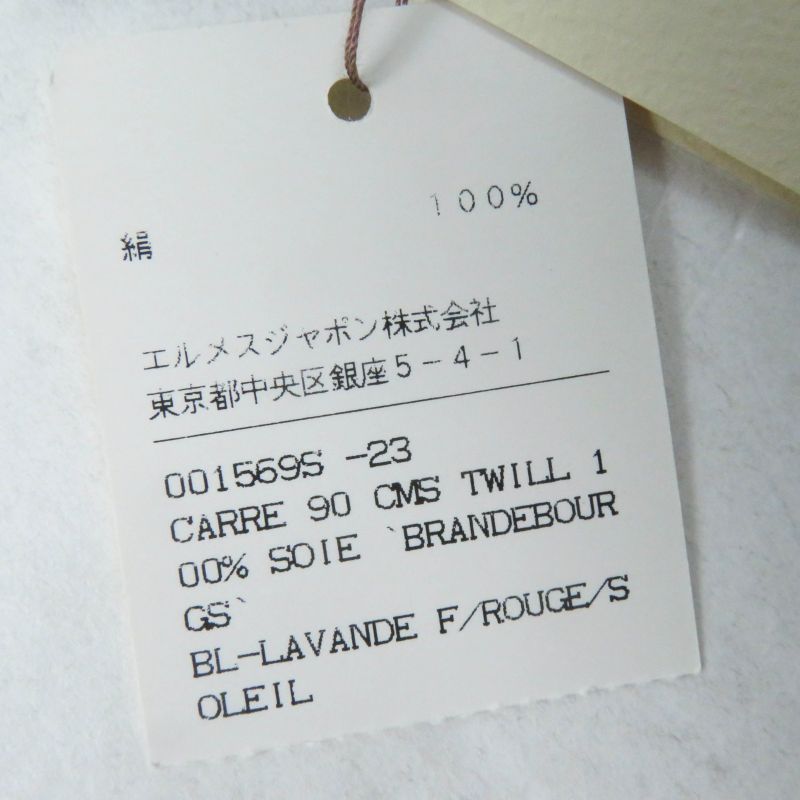 絹 100%
エルメスジャポン株式会社
東京都中央区銀座5-4-1
001569S -23
CARRE 90 CMS TWILL 1
00% SOIE `BRANDEBOUR
GS`
BL-LAVANDE F/ROUGE/S
OLEIL